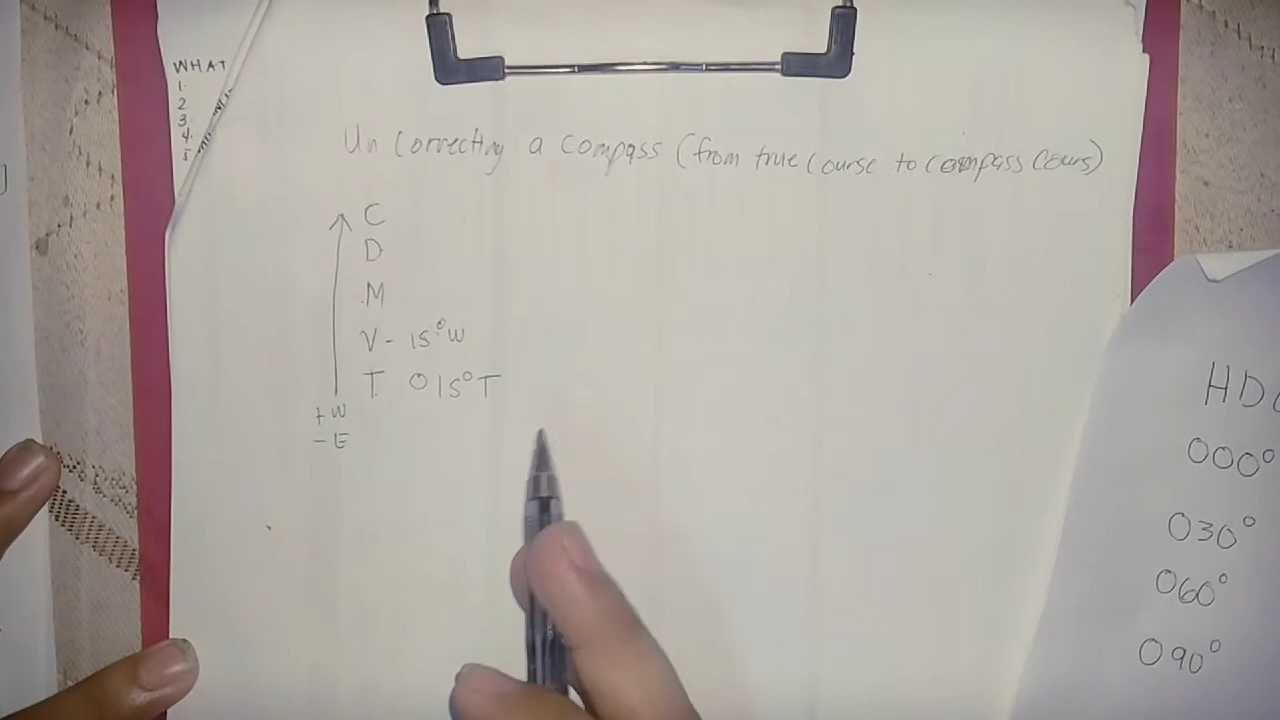 WHAT
1.
2
3.
4.
5
Un Correcting a compass (from true Course to compass Cours)
C
D
M
V - 15°W
T 015°T
+ W
- E
HD
000°
030°
060°
090°